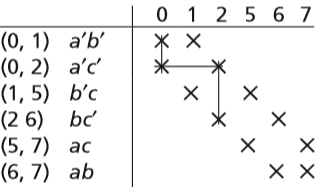 0 1 2 5 6 7
(0, 1) a′b′ × ×
(0, 2) a′c′ × ×
(1, 5) b′c × ×
(2 6) bc′ × ×
(5, 7) ac × ×
(6, 7) ab × ×